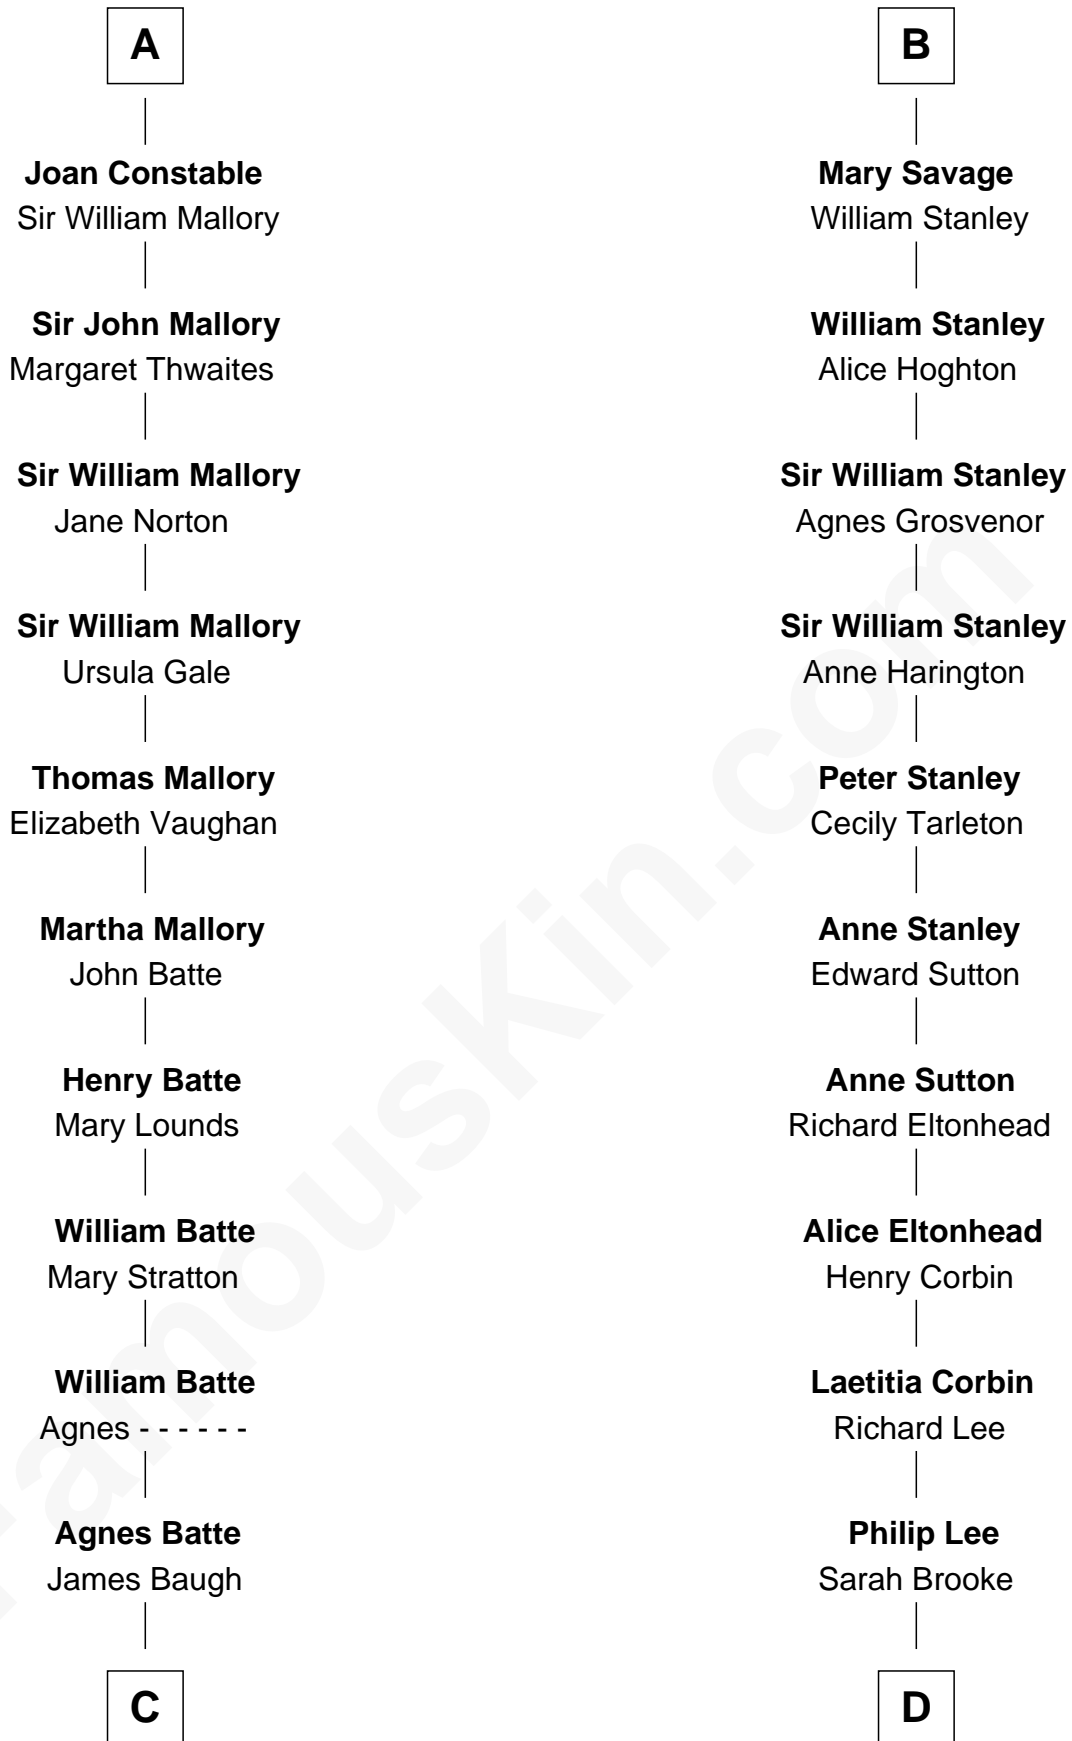 A
Joan Constable
Sir William Mallory
Sir John Mallory
Margaret Thwaites
Sir William Mallory
Jane Norton
Sir William Mallory
Ursula Gale
Thomas Mallory
Elizabeth Vaughan
Martha Mallory
John Batte
Henry Batte
Mary Lounds
William Batte
Mary Stratton
William Batte
Agnes - - - - - -
Agnes Batte
James Baugh
C
B
Mary Savage
William Stanley
William Stanley
Alice Hoghton
Sir William Stanley
Agnes Grosvenor
Sir William Stanley
Anne Harington
Peter Stanley
Cecily Tarleton
Anne Stanley
Edward Sutton
Anne Sutton
Richard Eltonhead
Alice Eltonhead
Henry Corbin
Laetitia Corbin
Richard Lee
Philip Lee
Sarah Brooke
D
FamousKin.com